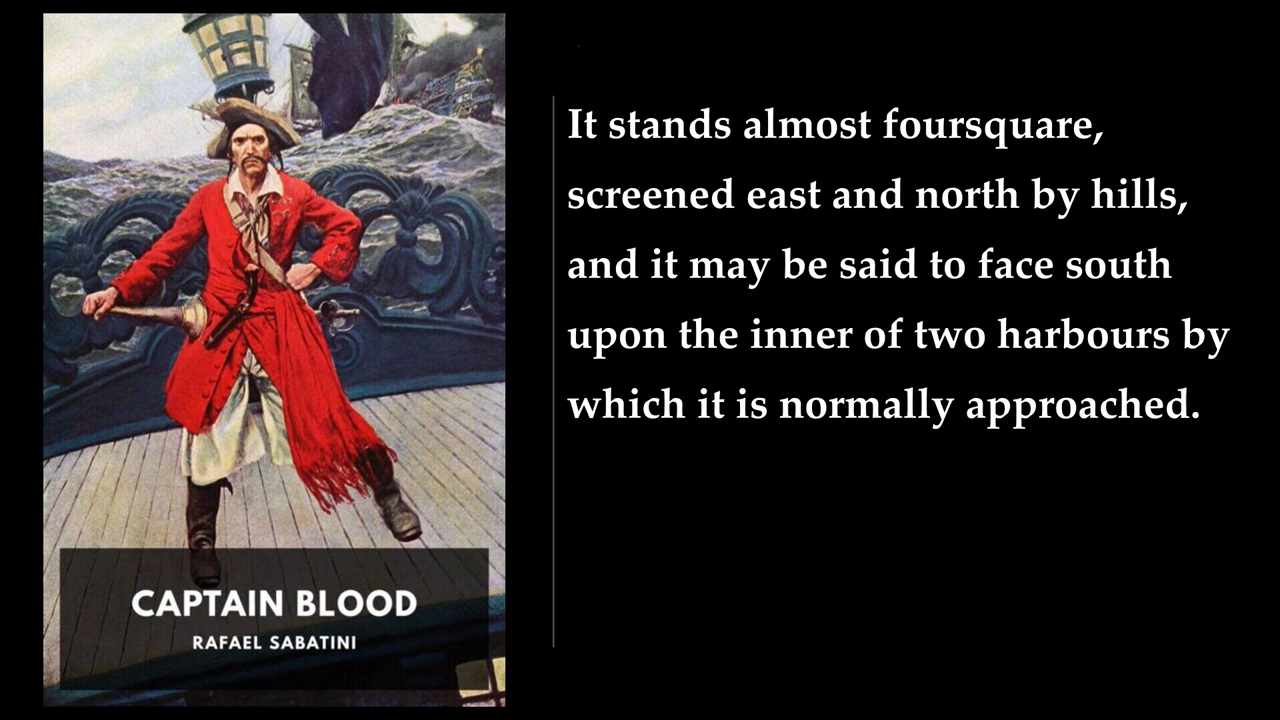 CAPTAIN BLOOD
RAFAEL SABATINI
It stands almost foursquare,
screened east and north by hills,
and it may be said to face south
upon the inner of two harbours by
which it is normally approached.